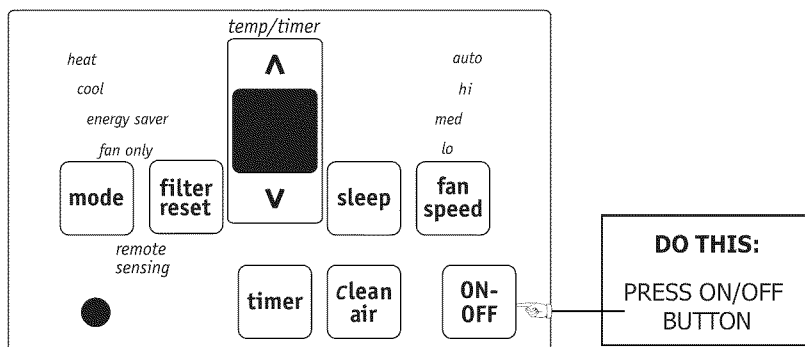 temp/timer
heat
cool
energy saver
fan only
auto
hi
med
lo
∧
∨
mode
filter
reset
sleep
fan
speed
remote
sensing
timer
clean
air
ON-
OFF
DO THIS:
PRESS ON/OFF
BUTTON